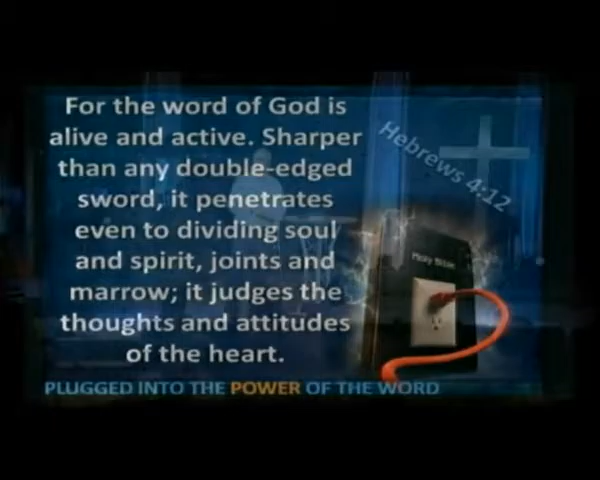 For the word of God is
alive and active. Sharper
than any double-edged
sword, it penetrates
even to dividing soul
and spirit, joints and
marrow; it judges the
thoughts and attitudes
of the heart.
Hebrews 4:12
Holy Bible
PLUGGED INTO THE POWER OF THE WORD